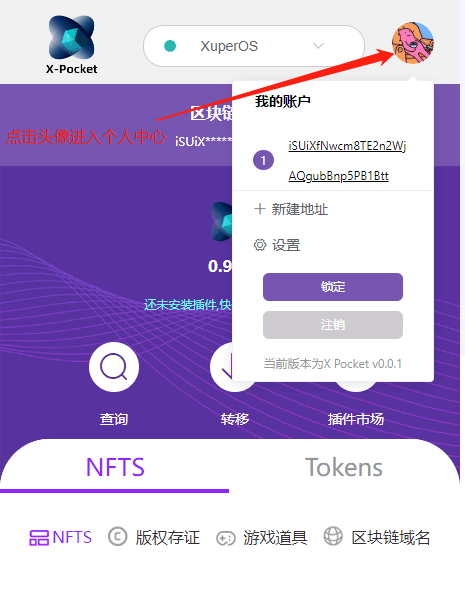 X-Pocket
XuperOS
我的账户
区块链
点击头像进入个人中心
iSUiX*****
1
iSUiXfNwcm8TE2n2Wj
AQgubBnp5PB1Btt
新建地址
设置
0.9
还未安装插件,快
锁定
注销
当前版本为X Pocket v0.0.1
查询
转移
插件市场
NFTS
Tokens
NFTS
版权存证
游戏道具
区块链域名